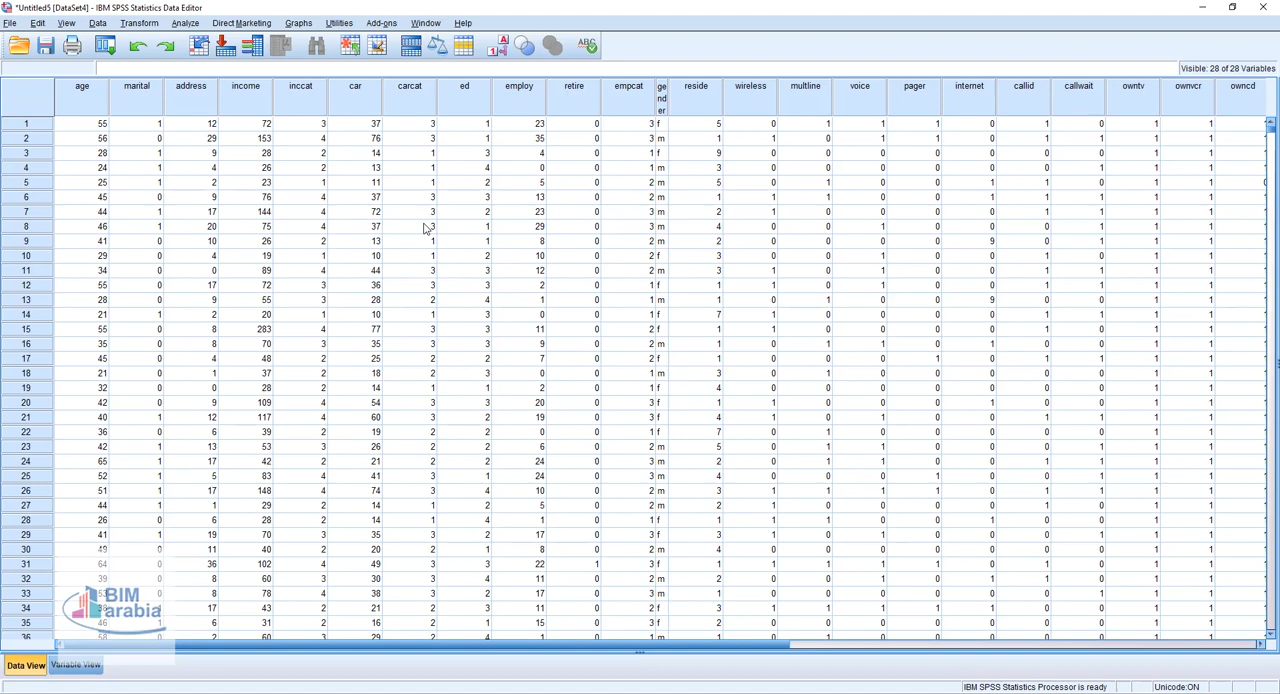 *Untitled5 [DataSet4] - IBM SPSS Statistics Data Editor
File Edit View Data Transform Analyze Direct Marketing Graphs Utilities Add-ons Window Help
Visible: 28 of 28 Variables
age marital address income inccat car carcat ed employ retire empcat gender reside wireless multline voice pager internet callid callwait owntv ownvcr owncd
1 55 1 12 72 3 37 3 1 23 0 3 f 5 0 1 1 1 0 1 0 1 1
2 56 0 29 153 4 76 3 1 35 0 3 m 1 1 0 1 0 0 1 1 1 1
3 28 1 9 28 2 14 1 3 4 0 1 f 9 0 0 0 0 0 0 0 1 1
4 24 1 4 26 2 13 1 4 0 0 1 m 3 0 1 0 0 0 0 1 1 1
5 25 1 2 23 1 11 1 2 5 0 2 m 5 0 1 0 0 1 1 0 1 1 0
6 45 0 9 76 4 37 3 3 13 0 2 m 1 1 0 1 0 1 0 1 1 1
7 44 1 17 144 4 72 3 2 23 0 3 m 2 1 0 1 0 0 0 0 1 1
8 46 1 20 75 4 37 3 1 29 0 3 m 4 0 0 1 0 0 1 0 1 1
9 41 0 10 26 2 13 1 1 8 0 2 m 2 0 0 0 0 9 0 1 1 1
10 29 0 4 19 1 10 1 2 10 0 2 f 3 0 0 1 0 0 0 0 1 1
11 34 0 0 89 4 44 3 3 12 0 2 m 3 1 0 1 0 0 1 0 1 1
12 55 0 17 72 3 36 3 3 2 0 1 f 1 0 0 1 0 0 0 0 1 1
13 28 0 9 55 3 28 2 4 1 0 1 m 1 0 1 0 0 9 0 1 1 1
14 21 1 2 20 1 10 1 3 0 0 1 f 7 1 0 0 0 0 0 0 1 1
15 55 0 8 283 4 77 3 3 11 0 2 f 1 1 0 0 0 0 0 0 1 1
16 35 0 8 70 3 35 3 3 9 0 2 m 1 0 1 1 0 1 0 0 1 1
17 45 0 4 48 2 25 2 2 7 0 2 f 1 0 0 0 1 0 1 1 1 1
18 21 0 1 37 2 18 2 3 0 0 1 m 3 0 1 0 0 0 0 0 1 1
19 32 0 0 28 2 14 1 1 2 0 1 f 4 0 0 0 0 0 0 0 1 1
20 42 0 9 109 4 54 3 3 20 0 3 f 1 1 0 0 0 1 0 0 1 1
21 40 1 12 117 4 60 3 2 19 0 3 f 4 1 0 1 0 0 1 1 1 1
22 36 0 6 39 2 19 2 2 0 0 1 f 7 0 0 0 0 0 0 0 1 1
23 42 1 13 53 3 26 2 2 6 0 2 m 5 0 1 1 0 0 1 1 1 1
24 65 1 17 42 2 21 2 2 24 0 3 m 2 0 1 1 0 0 1 0 1 1
25 52 1 5 83 4 41 3 1 24 0 3 m 4 0 0 0 0 0 0 1 1 1
26 51 1 17 148 4 74 3 4 10 0 2 m 3 1 1 1 1 0 1 1 1 1
27 44 1 1 29 2 14 1 2 5 0 2 m 2 0 1 1 0 0 1 0 1 1
28 26 0 6 28 2 14 1 4 1 0 1 f 1 0 1 0 0 1 0 0 1 1
29 41 1 19 70 3 35 3 2 17 0 3 f 3 1 0 1 1 0 1 1 1 1
30 49 0 11 40 2 20 2 1 8 0 2 m 4 0 0 0 0 0 0 0 1 1
31 64 0 36 102 4 49 3 3 22 1 3 f 1 1 1 1 1 0 1 1 1 1
32 39 0 8 60 3 30 3 4 11 0 2 m 2 0 1 0 0 1 0 1 1 1
33 53 0 8 78 4 38 3 2 17 0 3 m 1 0 0 0 0 0 0 0 1 1
34 38 1 17 43 2 21 2 3 11 0 2 f 3 0 1 1 1 0 1 1 1 1
35 46 1 6 31 2 16 2 1 15 0 3 f 2 0 0 0 0 0 0 0 1 1
36 58 0 2 60 3 29 2 4 1 0 1 m 1 0 1 0 0 1 0 0 1 1
BIM
arabia
Data View Variable View
IBM SPSS Statistics Processor is ready Unicode:ON